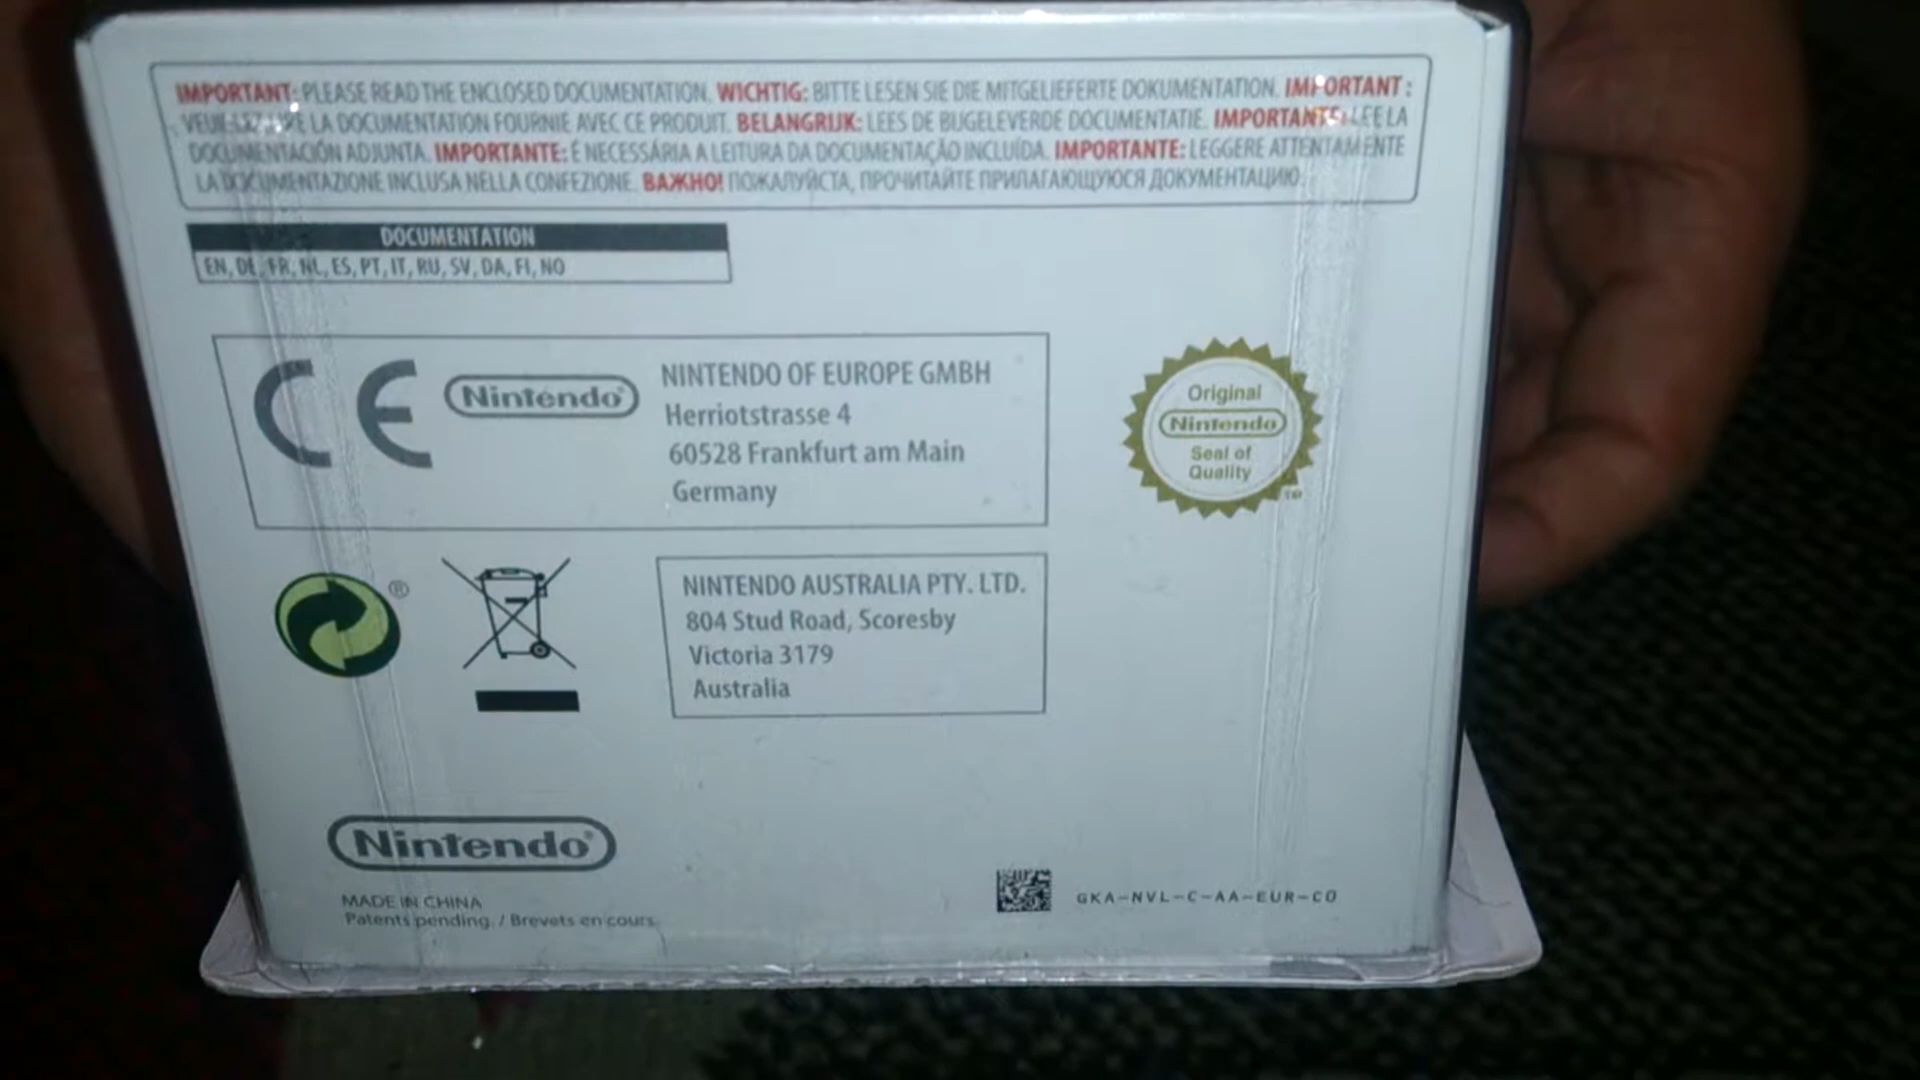 IMPORTANT: PLEASE READ THE ENCLOSED DOCUMENTATION. WICHTIG: BITTE LESEN SIE DIE MITGELIEFERTE DOKUMENTATION. IMPORTANT :
LA DOCUMENTATION FOURNIE AVEC CE PRODUIT. BELANGRIJK: LEES DE BIJGELEVERDE DOCUMENTATIE. IMPORTANTE: LEE LA
DOCUMENTACIÓN ADJUNTA. IMPORTANTE: É NECESSÁRIA A LEITURA DA DOCUMENTAÇÃO INCLUÍDA. IMPORTANTE: LEGGERE ATTENTAMENTE
LA DOCUMENTAZIONE INCLUSA NELLA CONFEZIONE. ВАЖНО! ПОЖАЛУЙСТА, ПРОЧИТАЙТЕ ПРИЛАГАЮЩУЮСЯ ДОКУМЕНТАЦИЮ.
DOCUMENTATION
EN, DE, FR, NL, ES, PT, IT, RU, SV, DA, FI, NO
CE
Nintendo®
NINTENDO OF EUROPE GMBH
Herriotstrasse 4
60528 Frankfurt am Main
Germany
Original
Nintendo
Seal of
Quality
TM
®
NINTENDO AUSTRALIA PTY. LTD.
804 Stud Road, Scoresby
Victoria 3179
Australia
Nintendo®
MADE IN CHINA
Patents pending. / Brevets en cours.
GKA-NVL-C-AA-EUR-C0